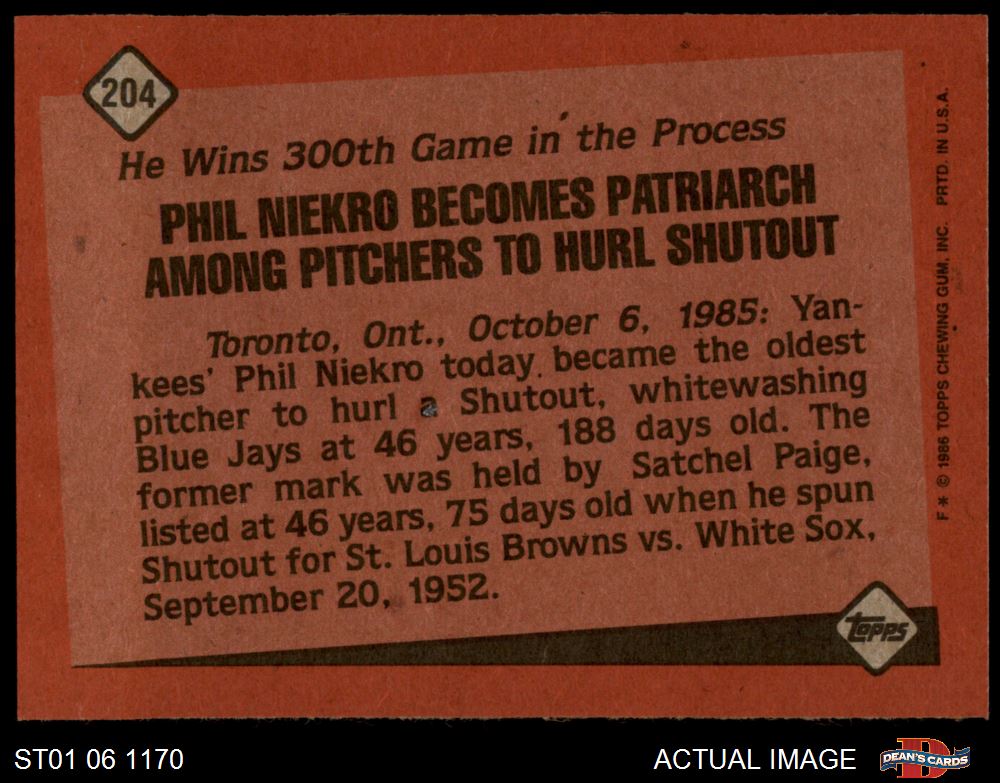 204
He Wins 300th Game in the Process
PHIL NIEKRO BECOMES PATRIARCH
AMONG PITCHERS TO HURL SHUTOUT
Toronto, Ont., October 6, 1985: Yan-
kees' Phil Niekro today became the oldest
pitcher to hurl a Shutout, whitewashing
Blue Jays at 46 years, 188 days old. The
former mark was held by Satchel Paige,
listed at 46 years, 75 days old when he spun
Shutout for St. Louis Browns vs. White Sox,
September 20, 1952.
topps
F * © 1986 TOPPS CHEWING GUM, INC. PRTD. IN U.S.A.
ST01 06 1170
ACTUAL IMAGE
D
DEAN'S CARDS